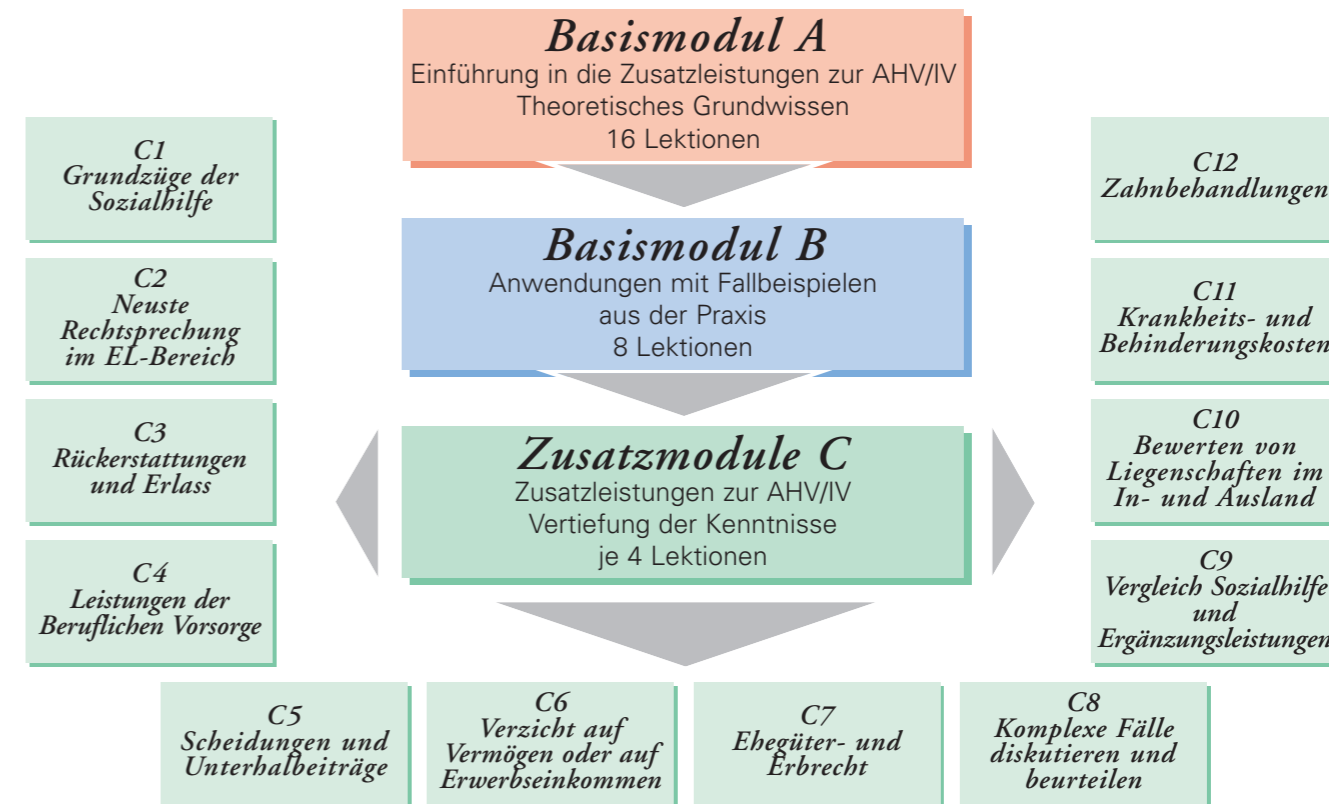 Basismodul A
Einführung in die Zusatzleistungen zur AHV/IV
Theoretisches Grundwissen
16 Lektionen
Basismodul B
Anwendungen mit Fallbeispielen
aus der Praxis
8 Lektionen
Zusatzmodule C
Zusatzleistungen zur AHV/IV
Vertiefung der Kenntnisse
je 4 Lektionen
C1
Grundzüge der
Sozialhilfe
C2
Neuste
Rechtsprechung
im EL-Bereich
C3
Rückerstattungen
und Erlass
C4
Leistungen der
Beruflichen Vorsorge
C5
Scheidungen und
Unterhalbeiträge
C6
Verzicht auf
Vermögen oder auf
Erwerbseinkommen
C7
Ehegüter- und
Erbrecht
C8
Komplexe Fälle
diskutieren und
beurteilen
C9
Vergleich Sozialhilfe
und
Ergänzungsleistungen
C10
Bewerten von
Liegenschaften im
In- und Ausland
C11
Krankheits- und
Behinderungskosten
C12
Zahnbehandlungen